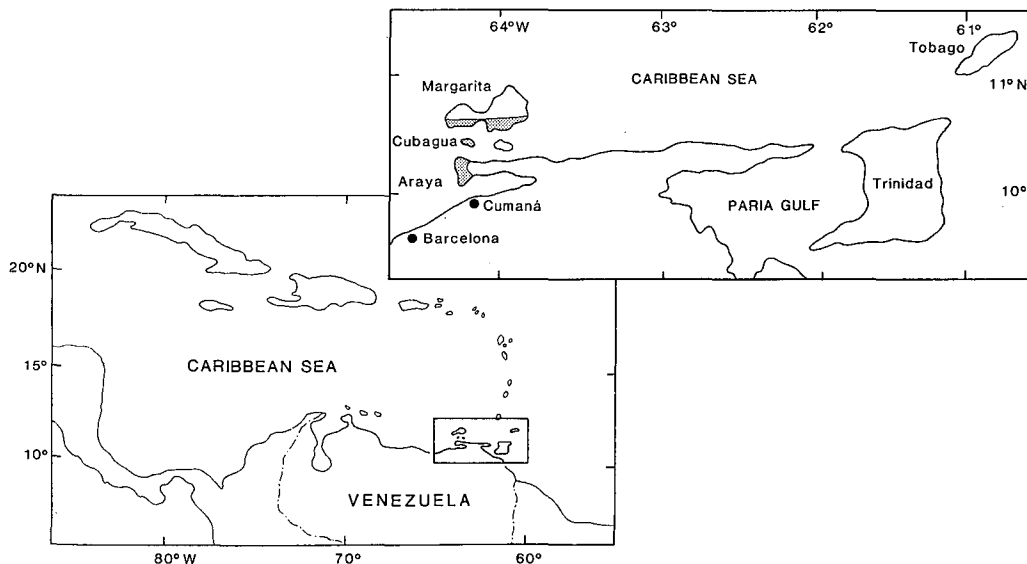 64°W
63°
62°
61°
Tobago
CARIBBEAN SEA
11° N
Margarita
Cubagua
Araya
Trinidad
10°
Cumaná
PARIA GULF
Barcelona
20°N
CARIBBEAN SEA
15°
10°
VENEZUELA
80° W
70°
60°